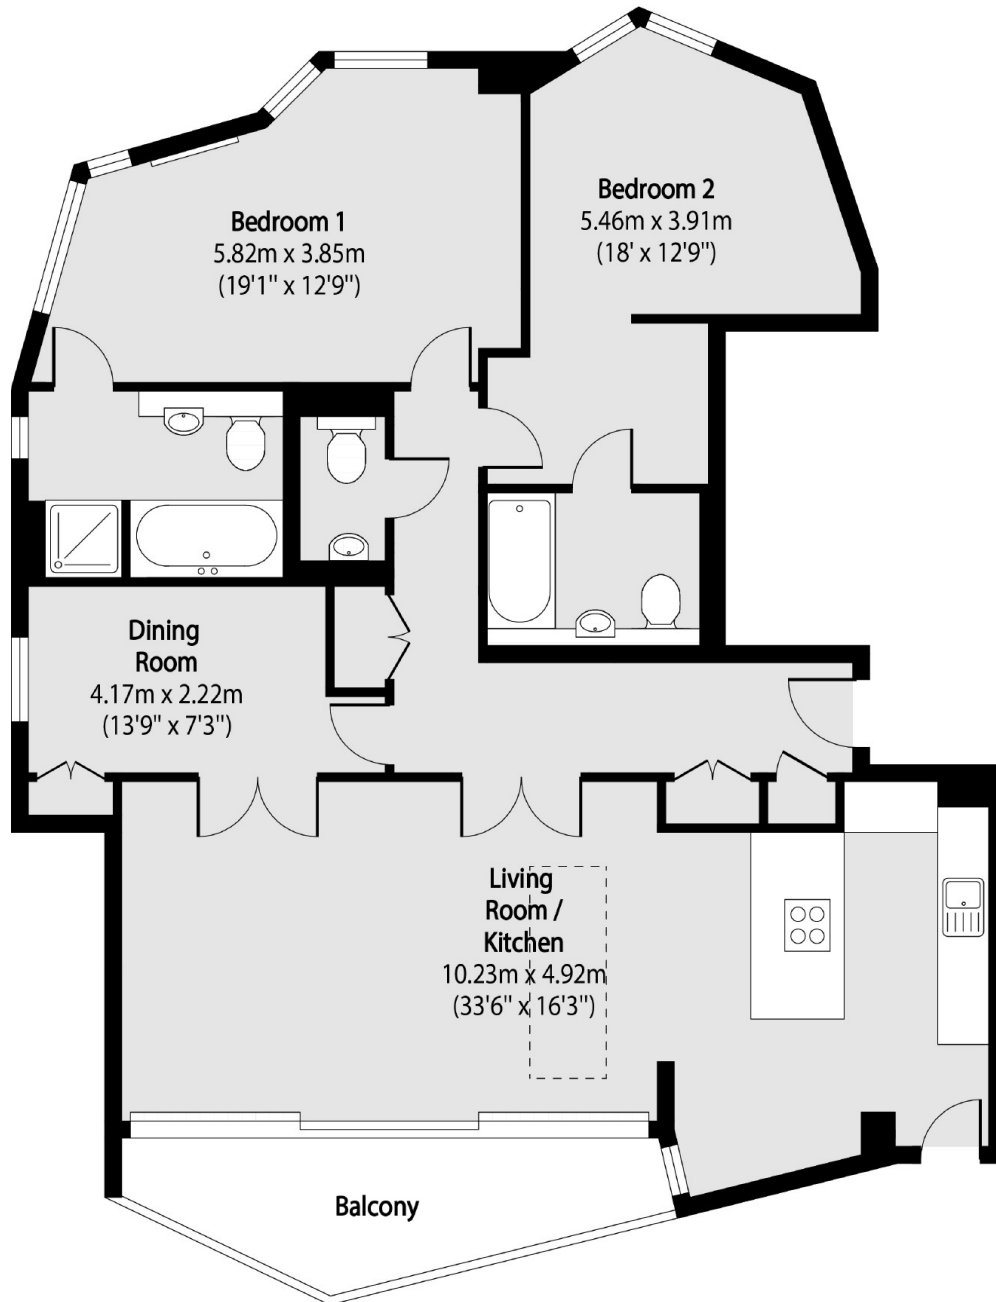 Bedroom 1
5.82m x 3.85m
(19'1" x 12'9")
Bedroom 2
5.46m x 3.91m
(18' x 12'9")
Dining
Room
4.17m x 2.22m
(13'9" x 7'3")
Living
Room /
Kitchen
10.23m x 4.92m
(33'6" x 16'3")
Balcony